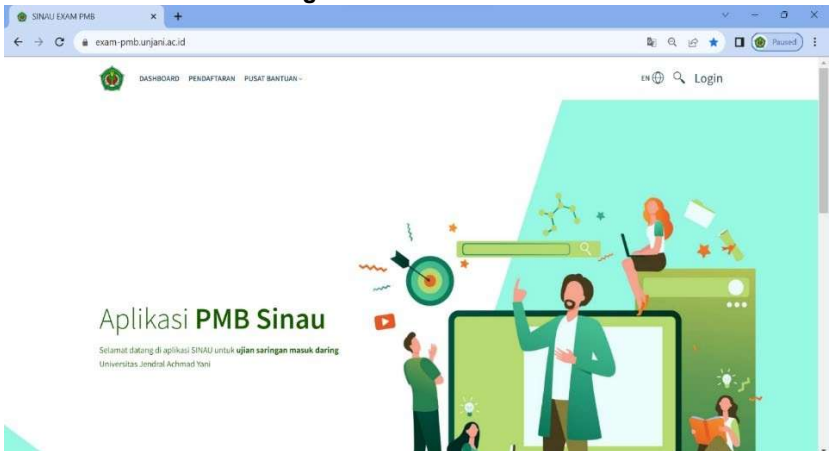 SINAU EXAM PMB
exam-pmb.unjani.ac.id
Paused
DASHBOARD PENDAFTARAN PUSAT BANTUAN
EN Login
Aplikasi PMB Sinau
Selamat datang di aplikasi SINAU untuk ujian saringan masuk daring
Universitas Jendral Achmad Yani